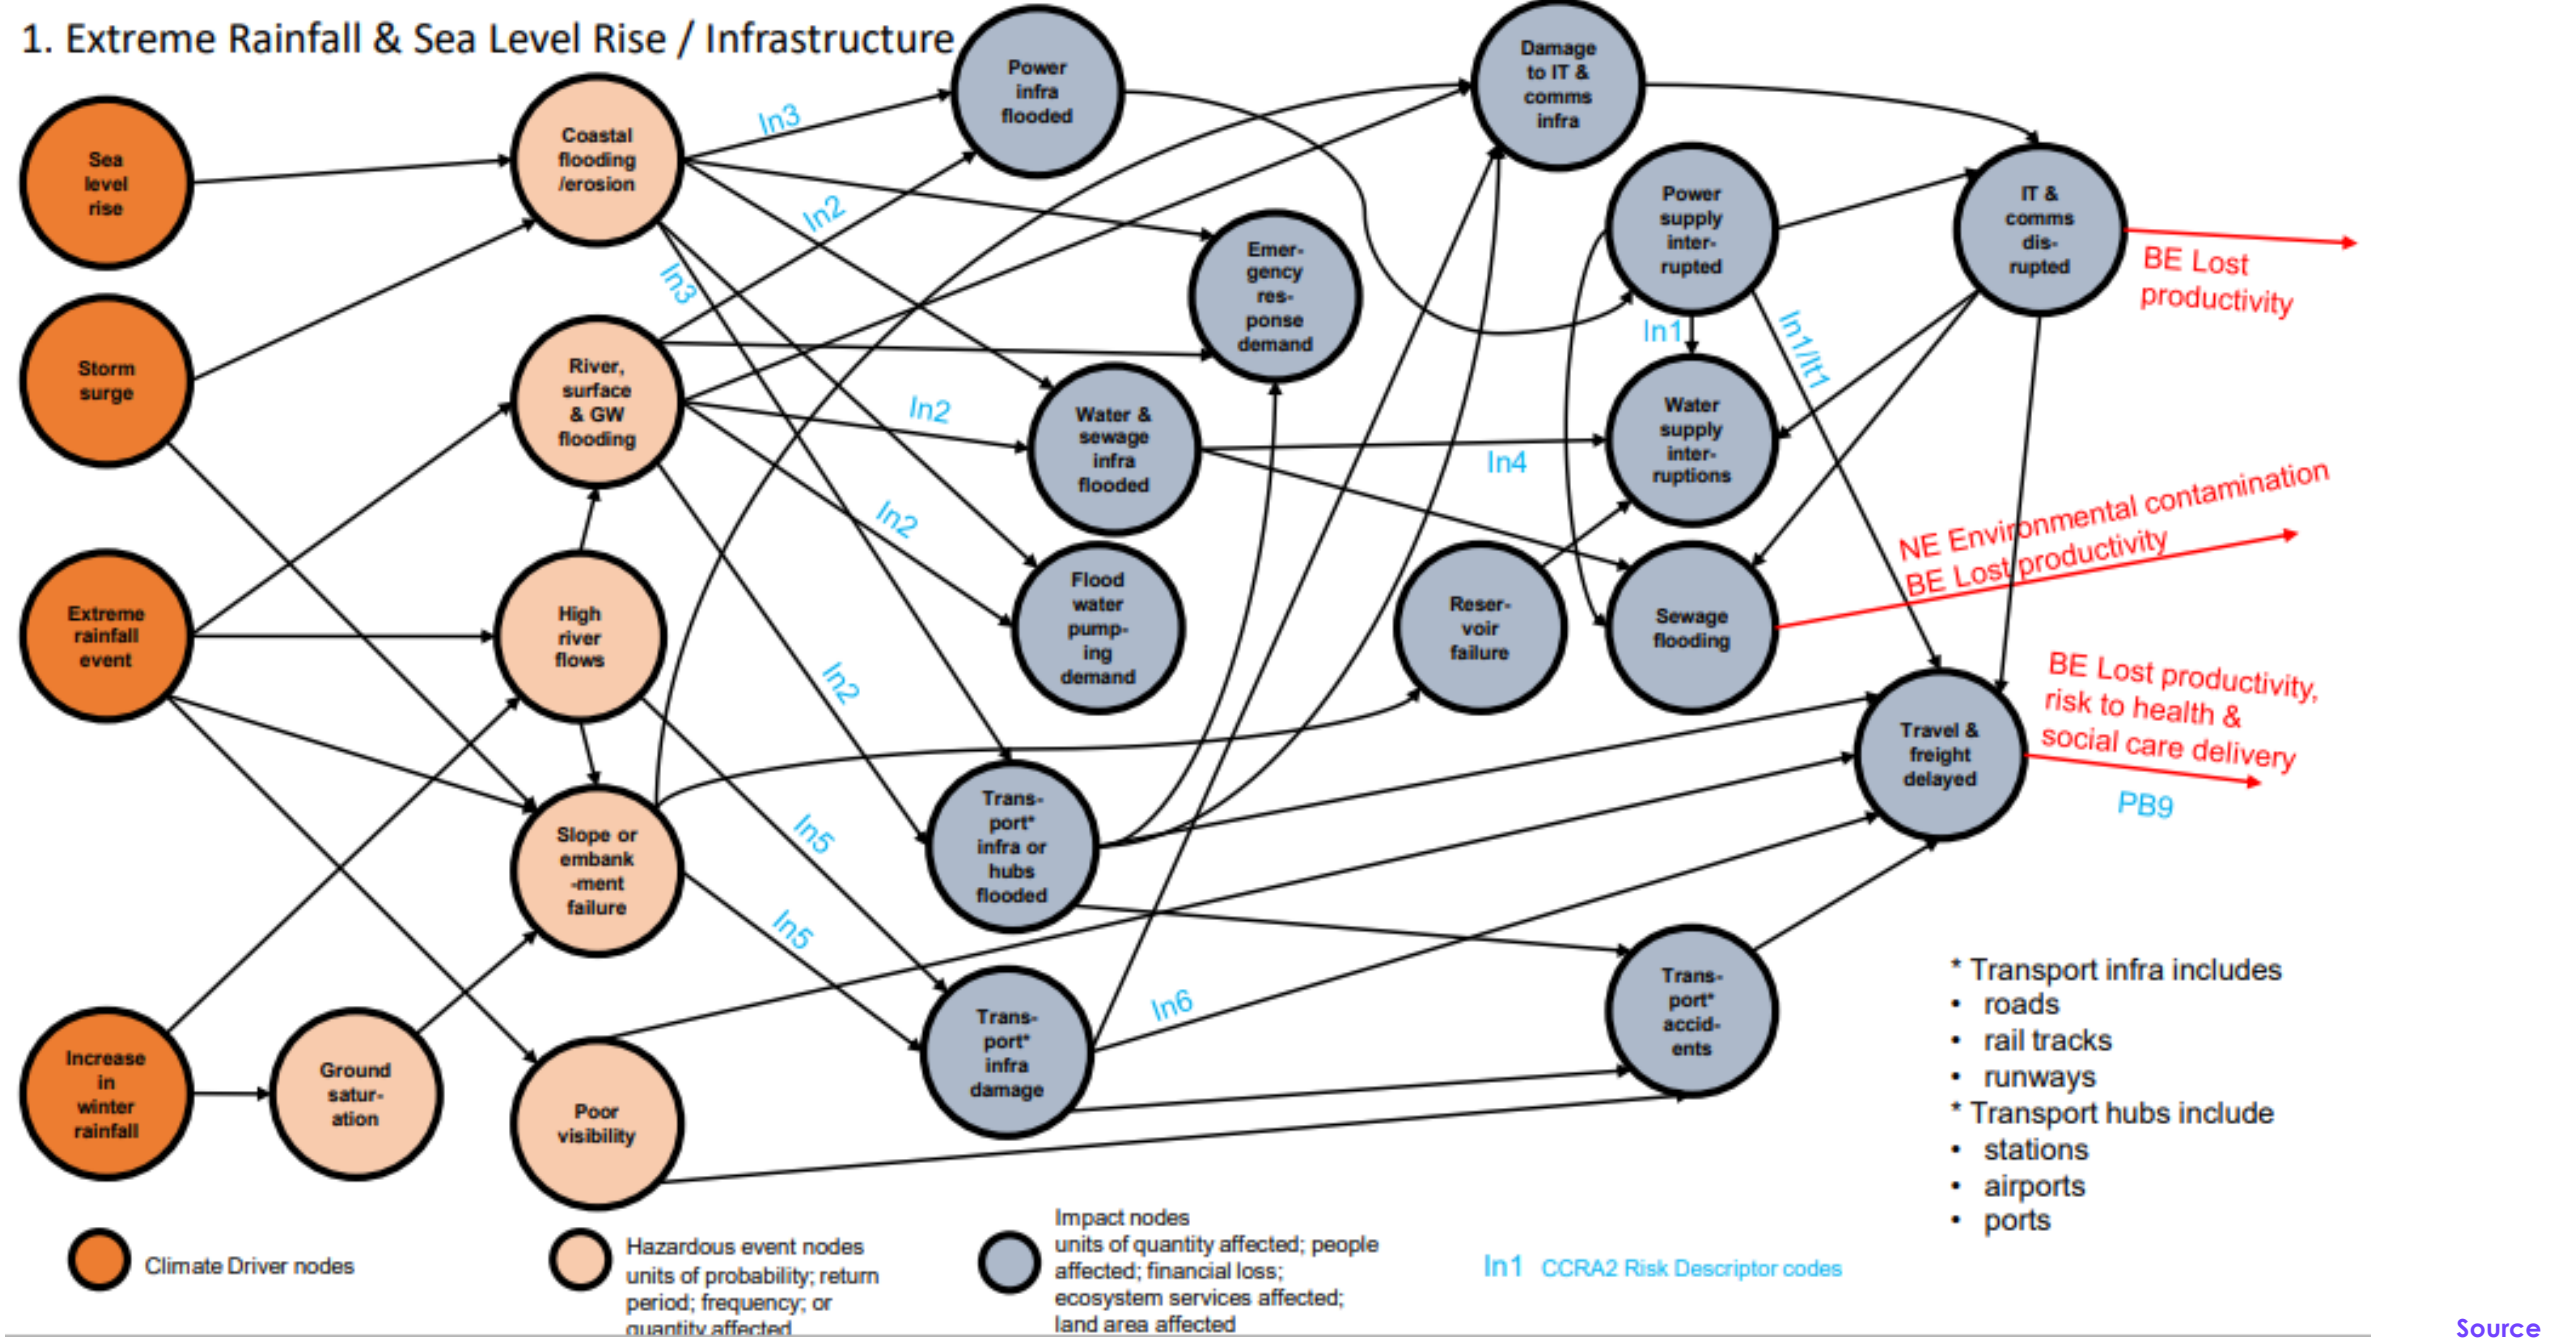 1. Extreme Rainfall & Sea Level Rise / Infrastructure
Sea
level
rise
Storm
surge
Extreme
rainfall
event
Increase
in
winter
rainfall
Ground
satur-
ation
Coastal
flooding
/erosion
River,
surface
& GW
flooding
High
river
flows
Slope or
embank
-ment
failure
Poor
visibility
In3
In2
In3
In2
In2
In2
In5
In5
Power
infra
flooded
Emer-
gency
res-
ponse
demand
Water &
sewage
infra
flooded
Flood
water
pump-
ing
demand
Trans-
port*
infra or
hubs
flooded
Trans-
port*
infra
damage
In6
Damage
to IT &
comms
infra
Power
supply
inter-
rupted
In1
In1/It1
Water
supply
inter-
ruptions
In4
Reser-
voir
failure
Sewage
flooding
Trans-
port*
accid-
ents
IT &
comms
dis-
rupted
Travel &
freight
delayed
BE Lost
productivity
NE Environmental contamination
BE Lost productivity
BE Lost productivity,
risk to health &
social care delivery
PB9
* Transport infra includes
• roads
• rail tracks
• runways
* Transport hubs include
• stations
• airports
• ports
Climate Driver nodes
Hazardous event nodes
units of probability; return
period; frequency; or
quantity affected
Impact nodes
units of quantity affected; people
affected; financial loss;
ecosystem services affected;
land area affected
In1 CCRA2 Risk Descriptor codes
Source